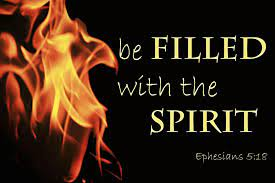 be FILLED
with the
SPIRIT
Ephesians 5:18